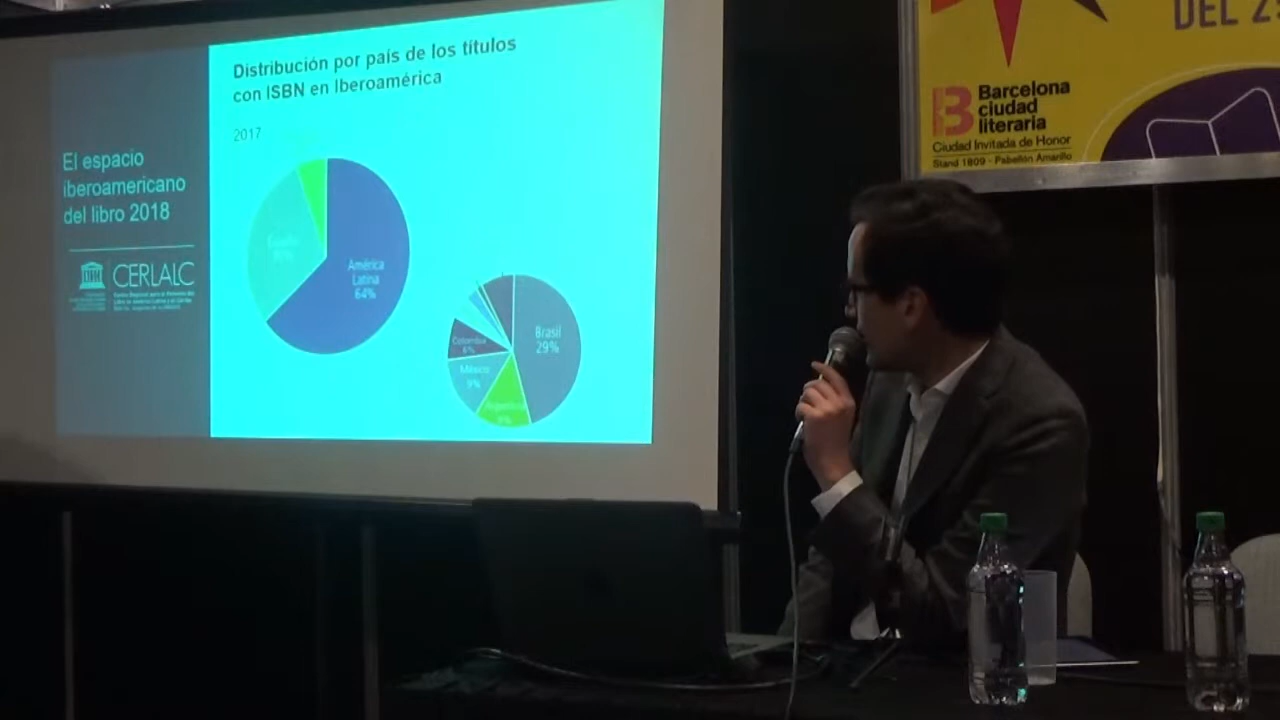 El espacio
iberoamericano
del libro 2018
CERLALC
Distribución por país de los títulos
con ISBN en Iberoamérica
2017
América
Latina
64%
Brasil
29%
Colombia
6%
México
9%
DEL 2
B
Barcelona
ciudad
literaria
Ciudad Invitada de Honor
Stand 1809 - Pabellón Amarillo